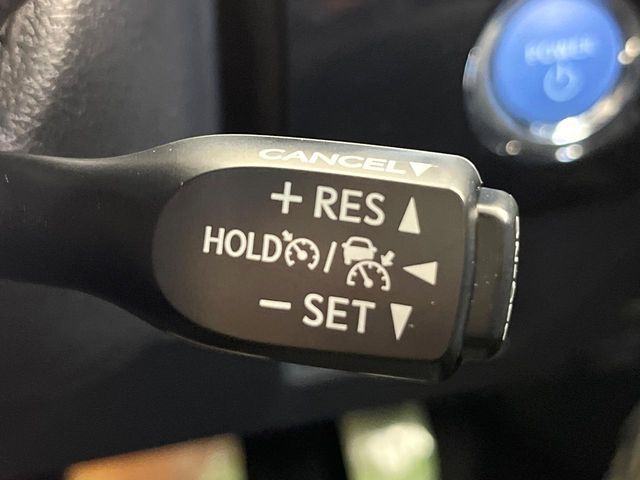 POWER
CANCEL▼
+ RES ▲
HOLD / ◀
− SET ▼